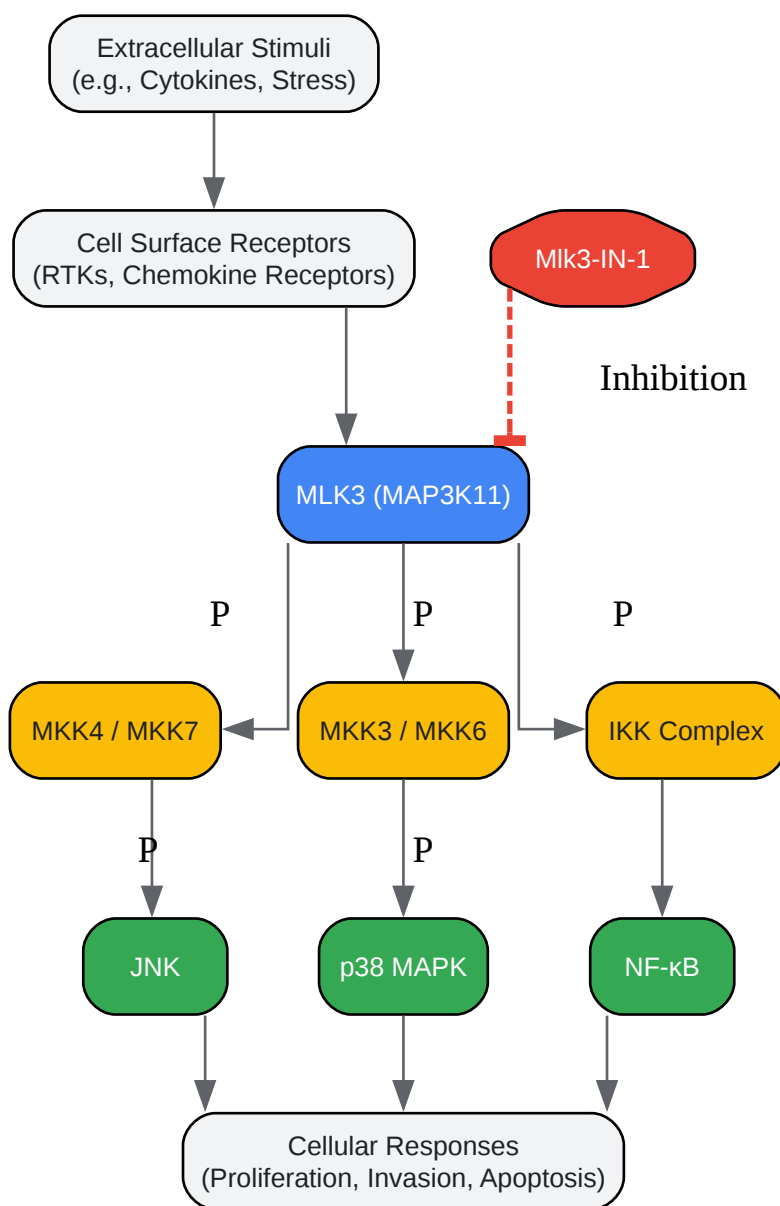 Extracellular Stimuli
(e.g., Cytokines, Stress)
Cell Surface Receptors
(RTKs, Chemokine Receptors)
Mlk3-IN-1
Inhibition
MLK3 (MAP3K11)
P
P
P
MKK4 / MKK7
MKK3 / MKK6
IKK Complex
P
P
JNK
p38 MAPK
NF-κB
Cellular Responses
(Proliferation, Invasion, Apoptosis)